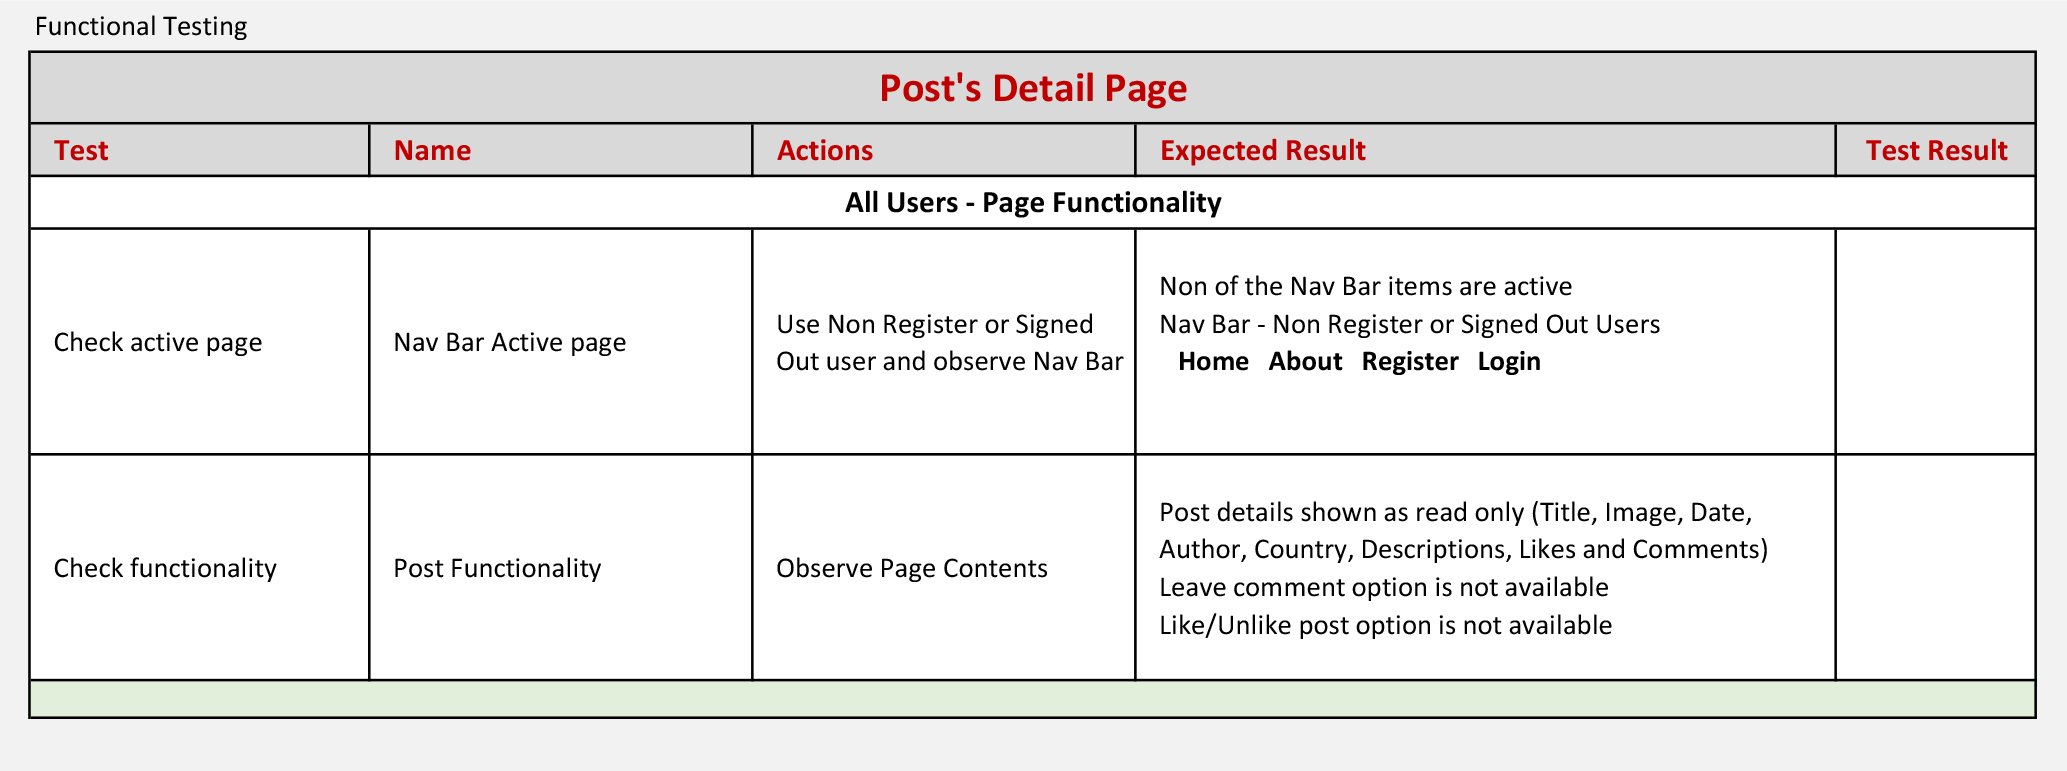 Functional Testing
Post's Detail Page
Test Name Actions Expected Result Test Result
All Users - Page Functionality
Check active page
Nav Bar Active page
Use Non Register or Signed
Out user and observe Nav Bar
Non of the Nav Bar items are active
Nav Bar - Non Register or Signed Out Users
Home About Register Login
Check functionality
Post Functionality
Observe Page Contents
Post details shown as read only (Title, Image, Date,
Author, Country, Descriptions, Likes and Comments)
Leave comment option is not available
Like/Unlike post option is not available